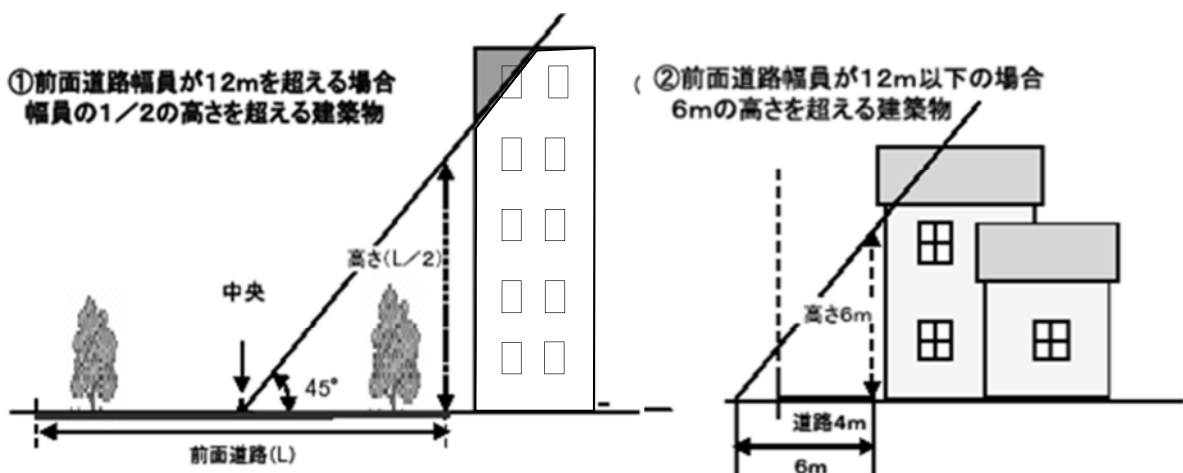 ①前面道路幅員が12mを超える場合
幅員の1/2の高さを超える建築物
高さ(L/2)
中央
45°
前面道路(L)
②前面道路幅員が12m以下の場合
6mの高さを超える建築物
高さ6m
道路4m
6m